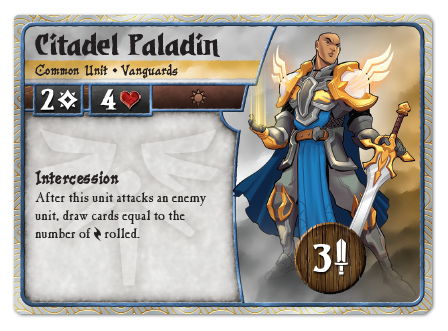 Citadel Paladin
Common Unit • Vanguards
2 4
Intercession
After this unit attacks an enemy
unit, draw cards equal to the
number of rolled.
3